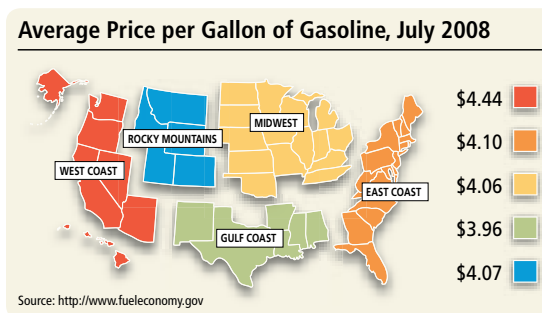 Average Price per Gallon of Gasoline, July 2008
$4.44
MIDWEST
ROCKY MOUNTAINS
$4.10
WEST COAST
EAST COAST
$4.06
GULF COAST
$3.96
$4.07
Source: http://www.fueleconomy.gov